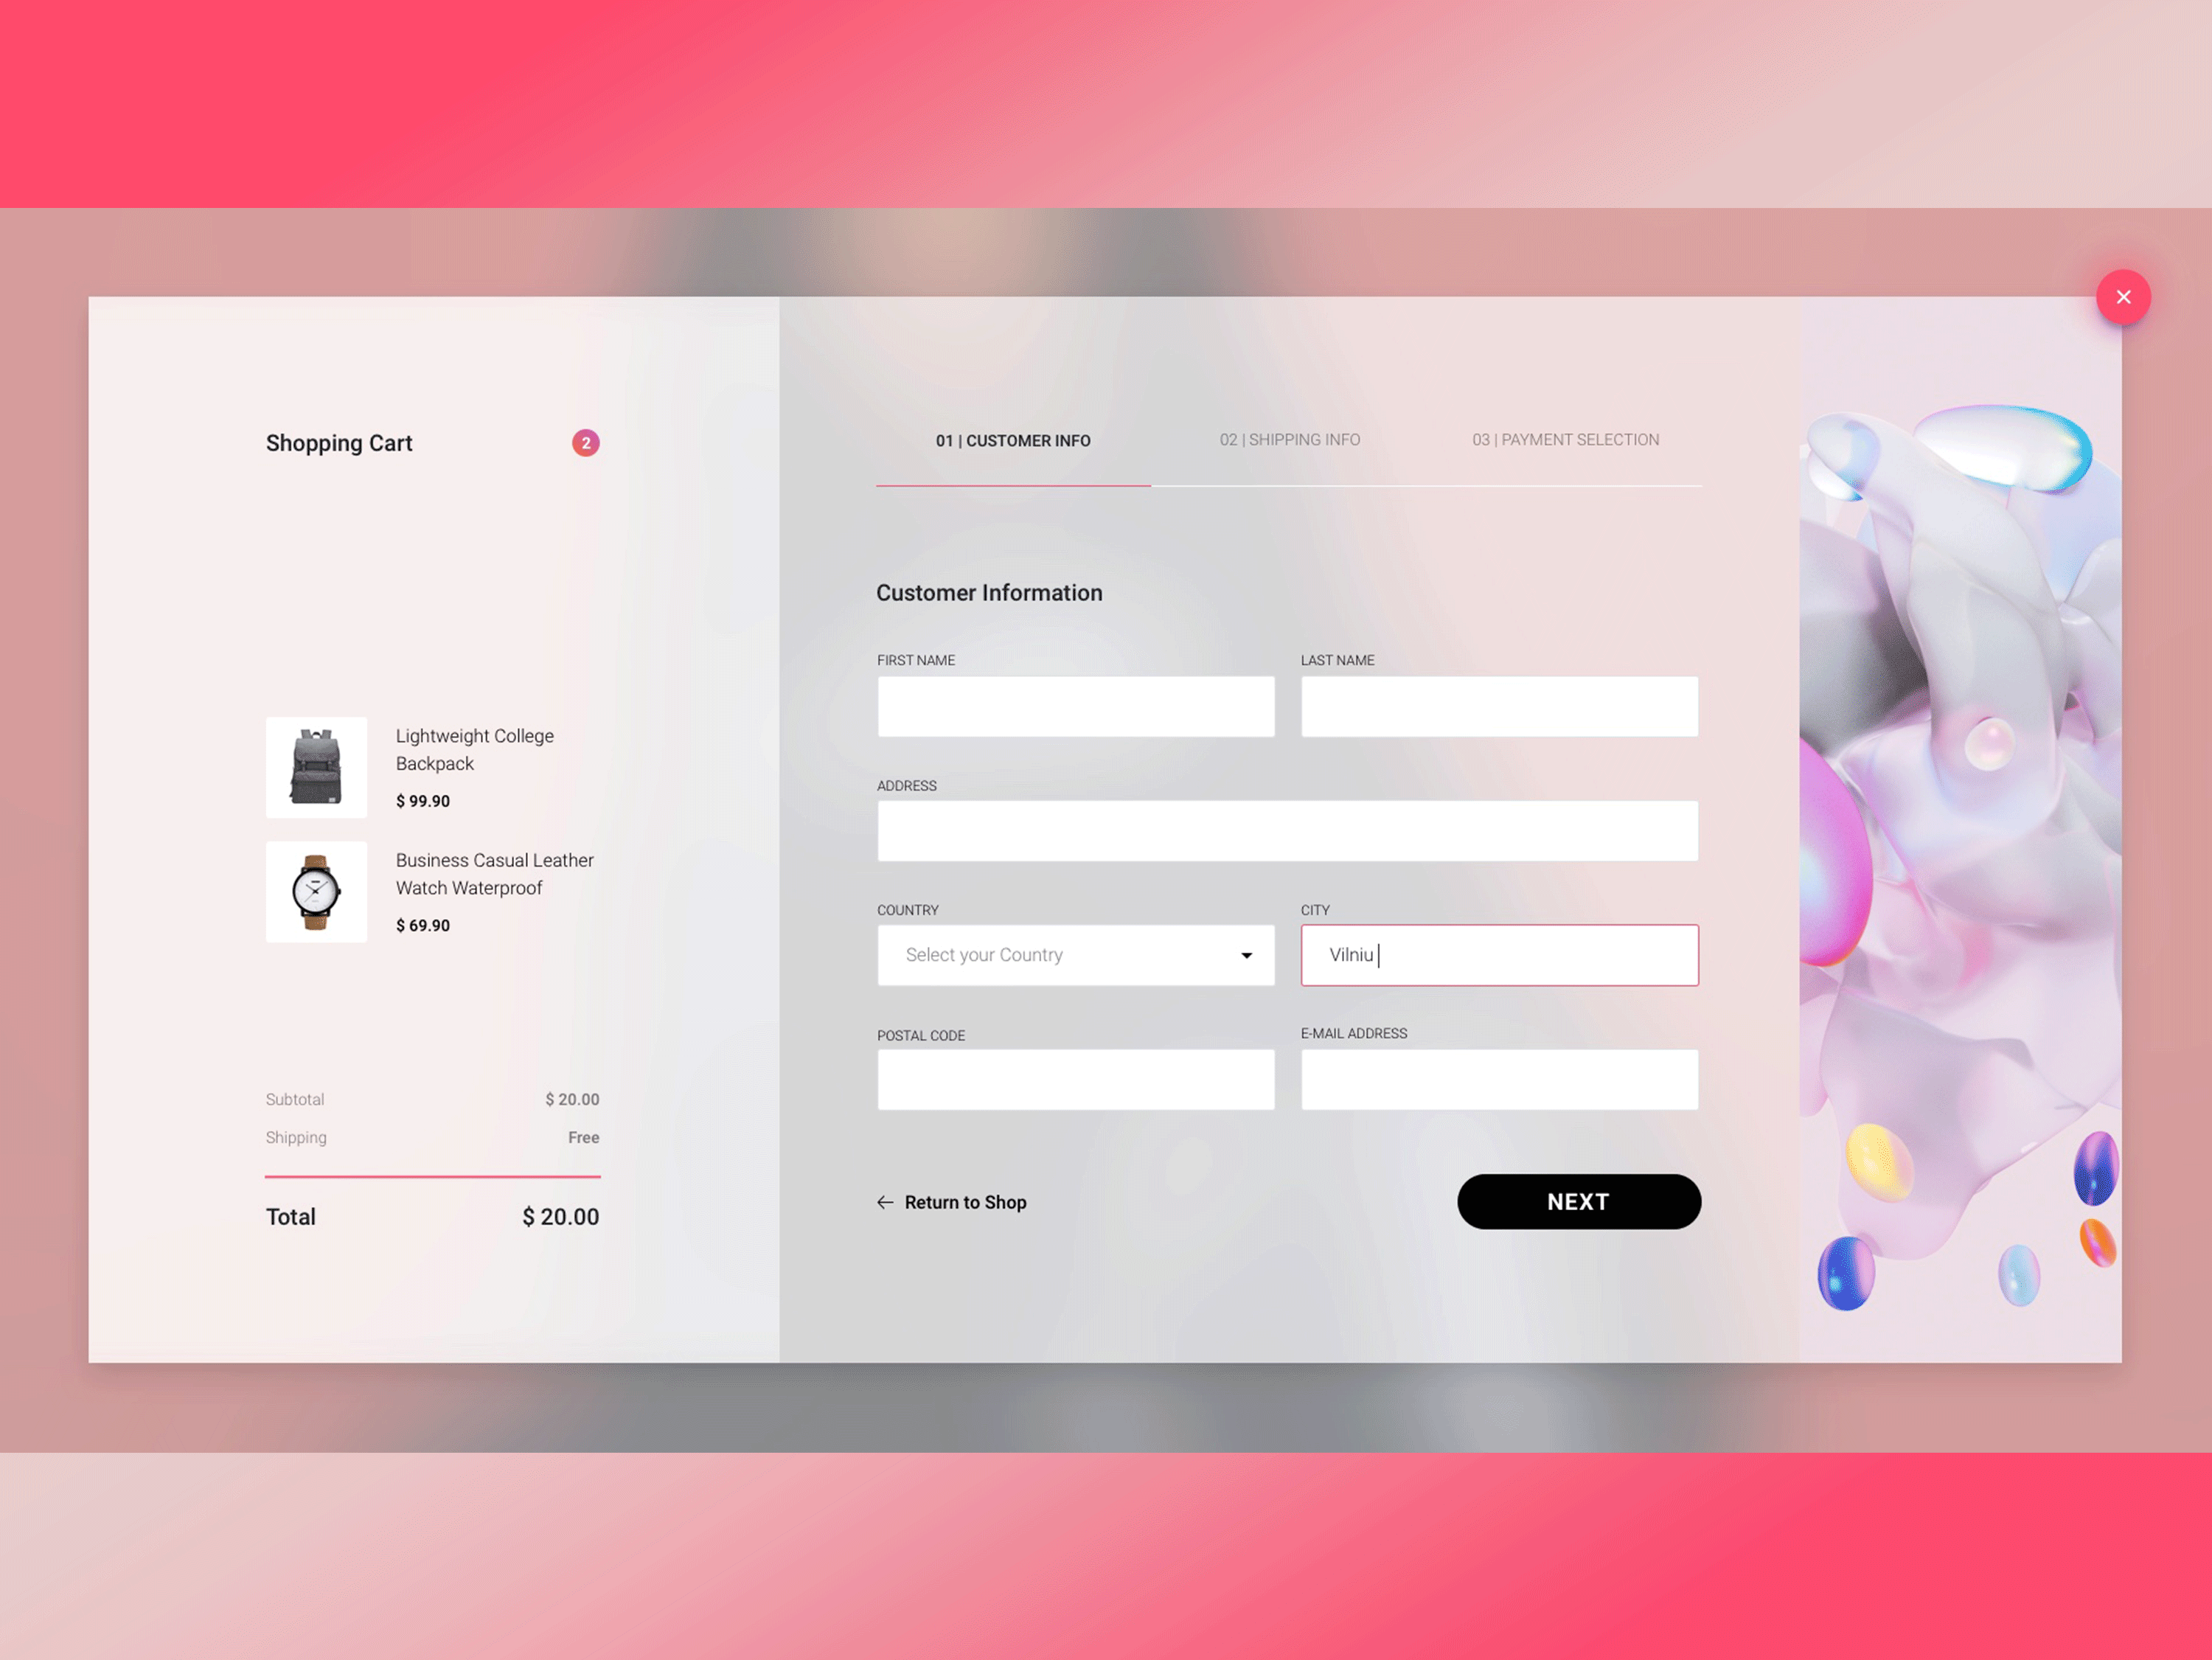 Shopping Cart
2
Lightweight College
Backpack
$ 99.90
Business Casual Leather
Watch Waterproof
$ 69.90
Subtotal
$ 20.00
Shipping
Free
Total
$ 20.00
01 | CUSTOMER INFO
02 | SHIPPING INFO
03 | PAYMENT SELECTION
Customer Information
FIRST NAME
LAST NAME
ADDRESS
COUNTRY
CITY
Select your Country
Vilniu
POSTAL CODE
E-MAIL ADDRESS
Return to Shop
NEXT